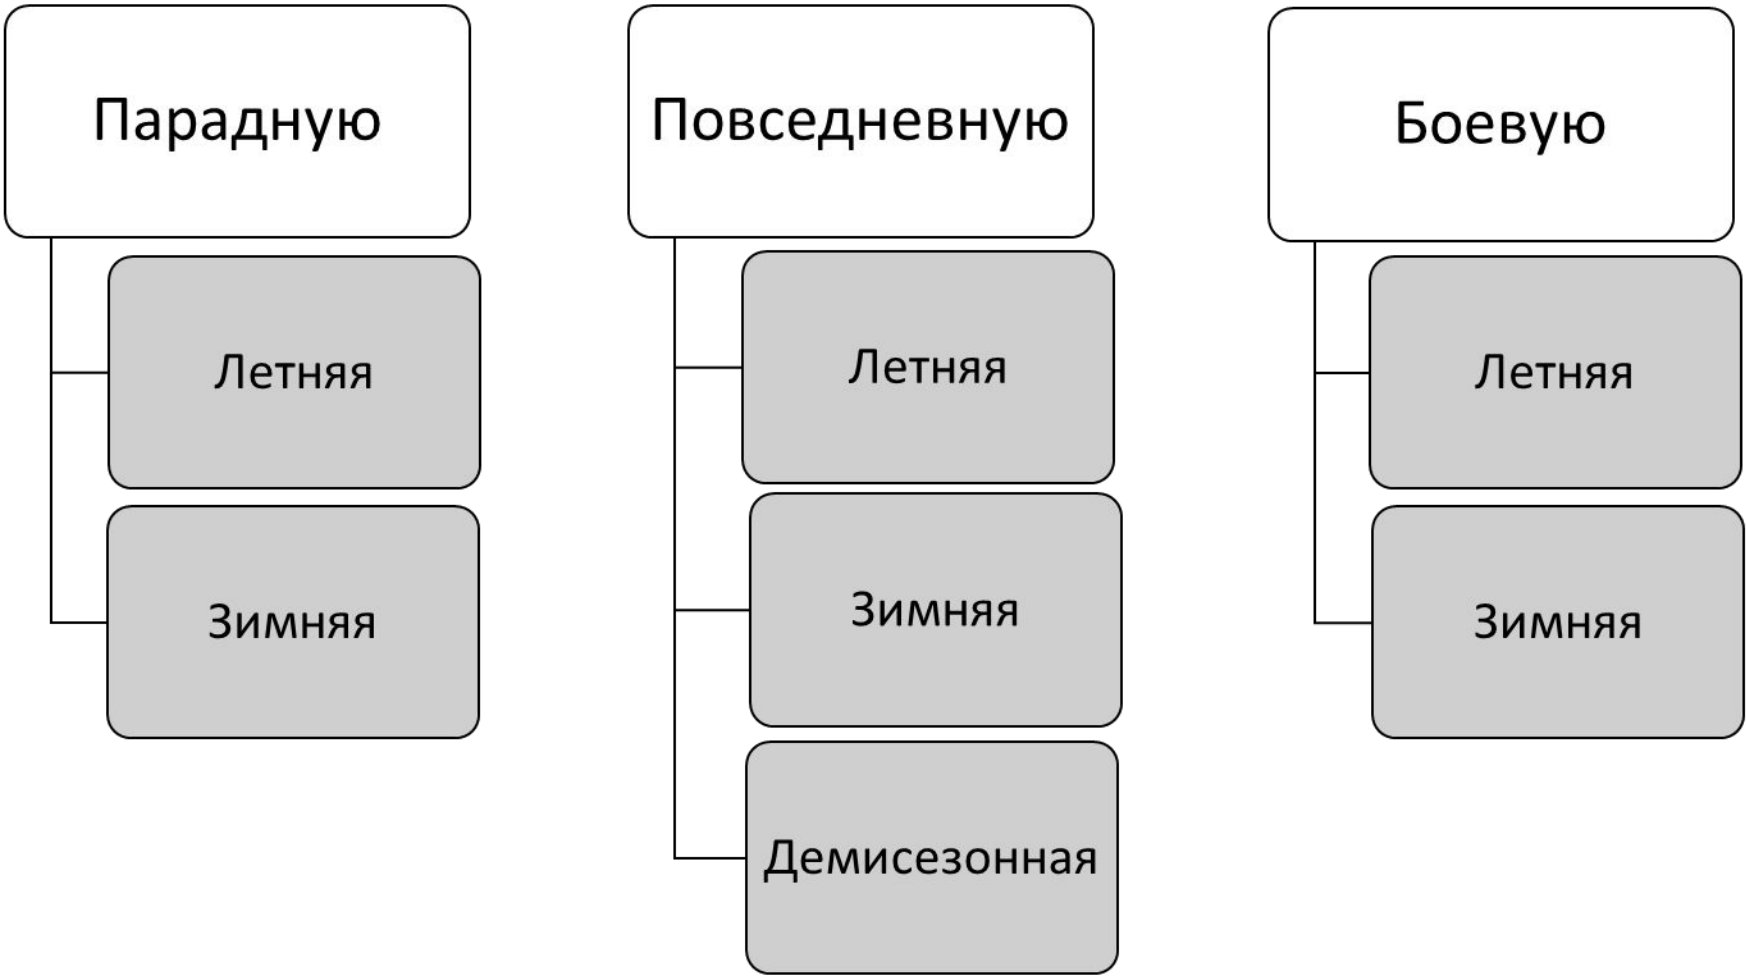 Парадную
Летняя
Зимняя
Повседневную
Летняя
Зимняя
Демисезонная
Боевую
Летняя
Зимняя